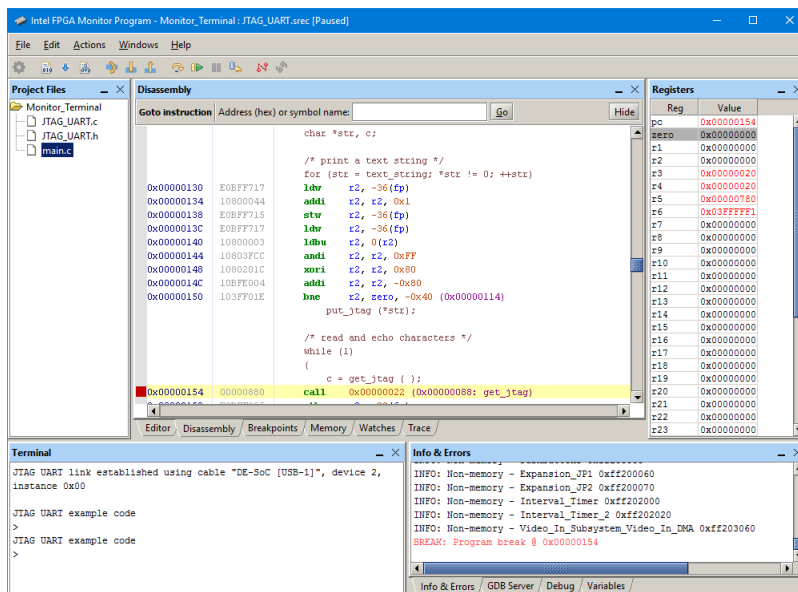 Intel FPGA Monitor Program - Monitor_Terminal : JTAG_UART.srec [Paused]
File Edit Actions Windows Help
Project Files
Monitor_Terminal
JTAG_UART.c
JTAG_UART.h
main.c
Disassembly
Goto instruction Address (hex) or symbol name: Go Hide
char *str, c;
/* print a text string */
for (str = text_string; *str != 0; ++str)
0x00000130 E0BFF717 ldw r2, -36(fp)
0x00000134 10800044 addi r2, r2, 0x1
0x00000138 E0BFF715 stw r2, -36(fp)
0x0000013C E0BFF717 ldw r2, -36(fp)
0x00000140 10800003 ldbu r2, 0(r2)
0x00000144 10803FCC andi r2, r2, 0xFF
0x00000148 1080201C xori r2, r2, 0x80
0x0000014C 10BFE004 addi r2, r2, -0x80
0x00000150 103FF01E bne r2, zero, -0x40 (0x00000114)
put_jtag (*str);
/* read and echo characters */
while (1)
{
c = get_jtag ( );
0x00000154 00000880 call 0x00000022 (0x00000088: get_jtag)
Editor Disassembly Breakpoints Memory Watches Trace
Registers
Reg Value
pc 0x00000154
zero 0x00000000
r1 0x00000000
r2 0x00000000
r3 0x00000020
r4 0x00000020
r5 0x00000780
r6 0x03FFFFF1
r7 0x00000000
r8 0x00000000
r9 0x00000000
r10 0x00000000
r11 0x00000000
r12 0x00000000
r13 0x00000000
r14 0x00000000
r15 0x00000000
r16 0x00000000
r17 0x00000000
r18 0x00000000
r19 0x00000000
r20 0x00000000
r21 0x00000000
r22 0x00000000
r23 0x00000000
Terminal
JTAG UART link established using cable "DE-SoC [USB-1]", device 2,
instance 0x00
JTAG UART example code
>
JTAG UART example code
>
Info & Errors
INFO: Non-memory - Expansion_JP1 0xff200060
INFO: Non-memory - Expansion_JP2 0xff200070
INFO: Non-memory - Interval_Timer 0xff202000
INFO: Non-memory - Interval_Timer_2 0xff202020
INFO: Non-memory - Video_In_Subsystem_Video_In_DMA 0xff203060
BREAK: Program break @ 0x00000154
Info & Errors GDB Server Debug Variables